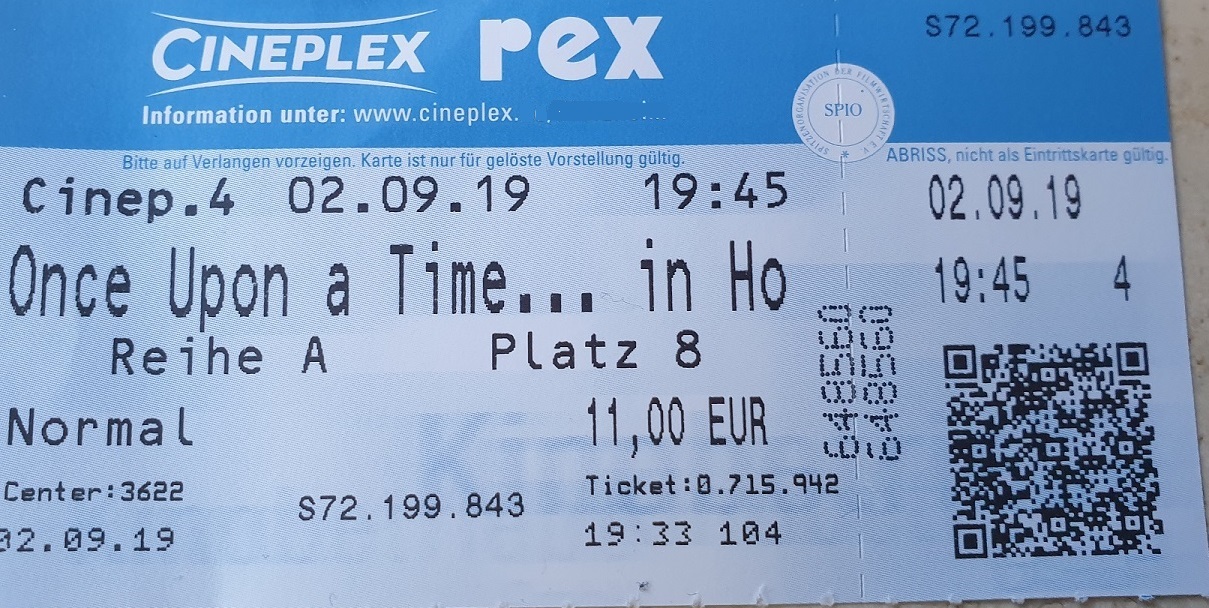 CINEPLEX rex
S72.199.843
Information unter: www.cineplex.
SPITZENORGANISATION DER FILMWIRTSCHAFT E.V.
SPIO
Bitte auf Verlangen vorzeigen. Karte ist nur für gelöste Vorstellung gültig.
* ABRISS, nicht als Eintrittskarte gültig.
Cinep.4 02.09.19 19:45
02.09.19
Once Upon a Time... in Ho
19:45 4
Reihe A Platz 8
Normal 11,00 EUR
Center:3622
S72.199.843
Ticket:0.715.942
02.09.19
19:33 104